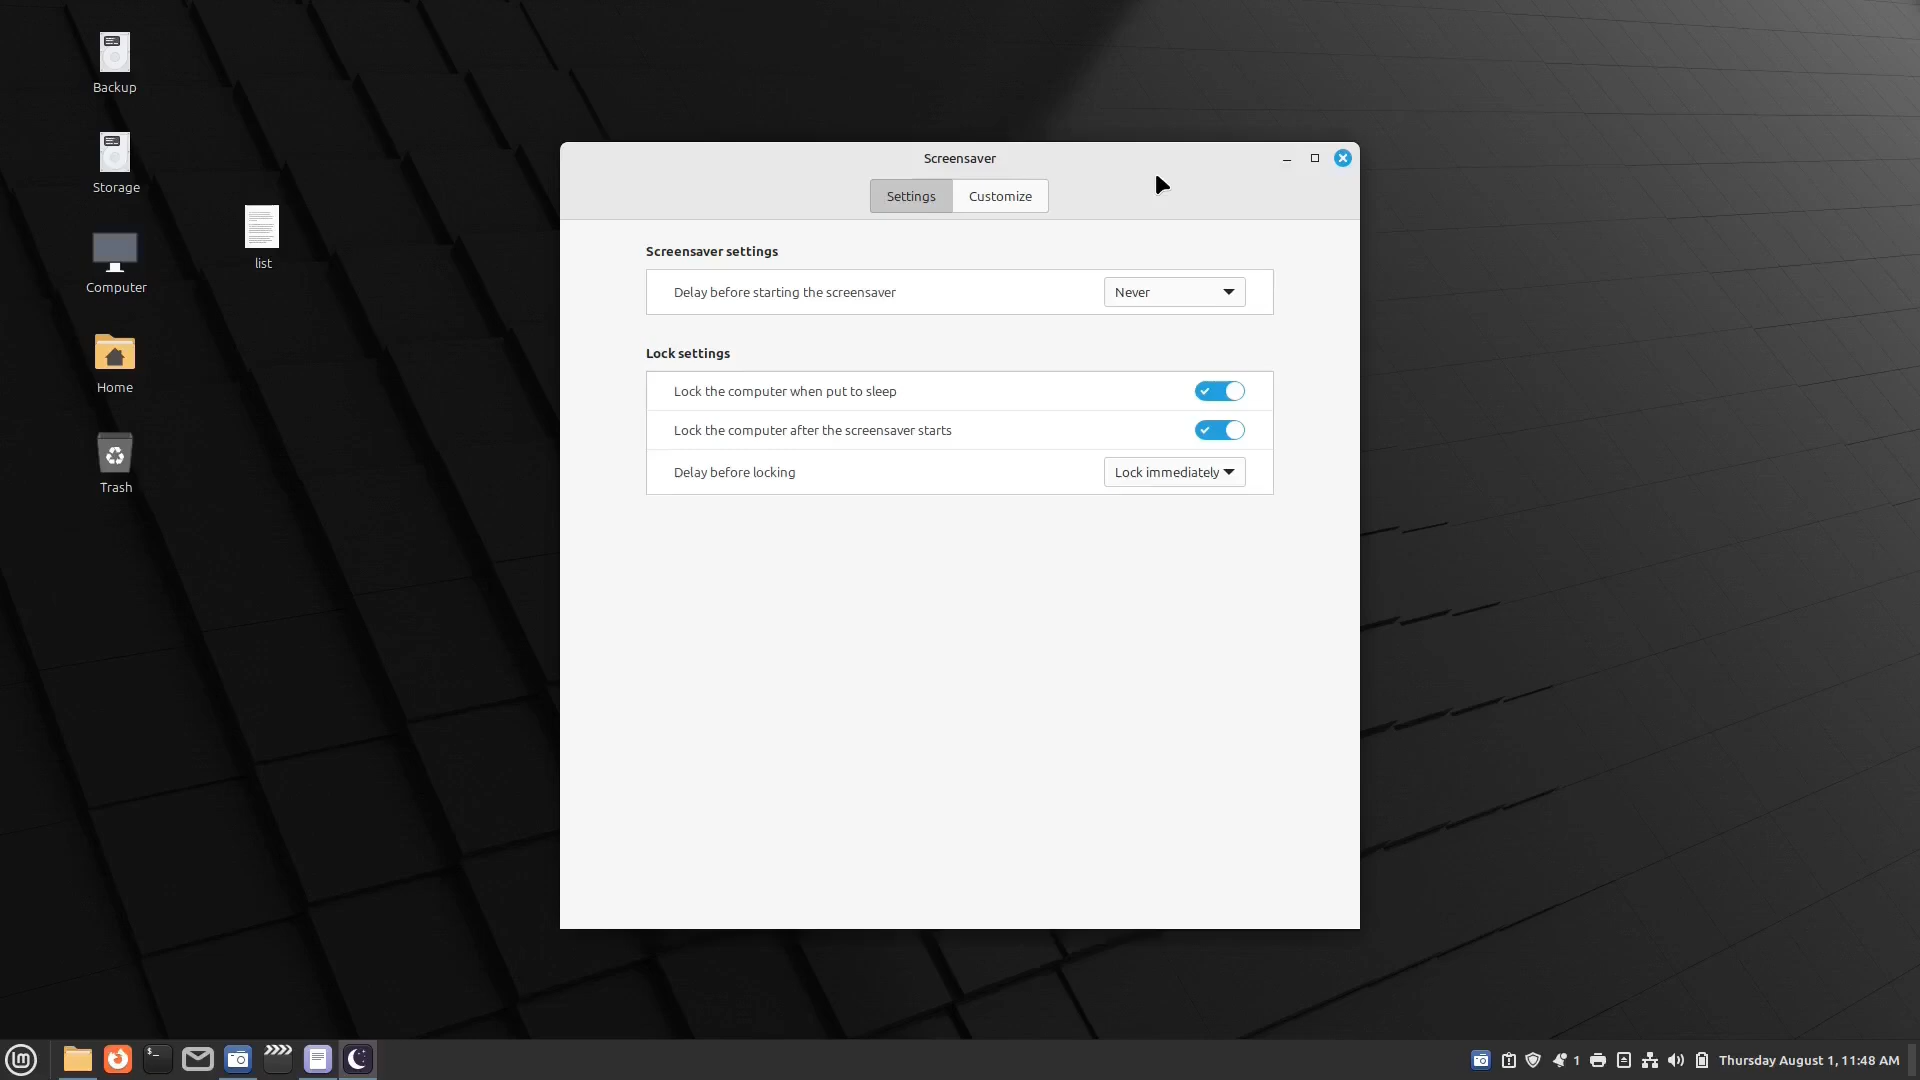 Backup
Storage
Computer
Home
Trash
list
Screensaver
Settings
Customize
Screensaver settings
Delay before starting the screensaver
Never
Lock settings
Lock the computer when put to sleep
Lock the computer after the screensaver starts
Delay before locking
Lock immediately
1
Thursday August 1, 11:48 AM